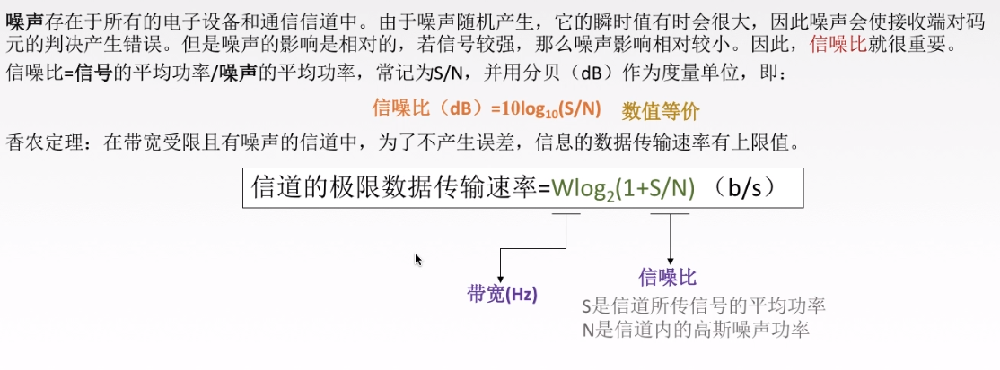 噪声存在于所有的电子设备和通信信道中。由于噪声随机产生，它的瞬时值有时会很大，因此噪声会使接收端对码
元的判决产生错误。但是噪声的影响是相对的，若信号较强，那么噪声影响相对较小。因此，信噪比就很重要。
信噪比=信号的平均功率/噪声的平均功率，常记为S/N，并用分贝（dB）作为度量单位，即：
信噪比（dB）=10log₁₀(S/N) 数值等价
香农定理：在带宽受限且有噪声的信道中，为了不产生误差，信息的数据传输速率有上限值。
信道的极限数据传输速率=Wlog₂(1+S/N) （b/s）
带宽(Hz)
信噪比
S是信道所传信号的平均功率
N是信道内的高斯噪声功率